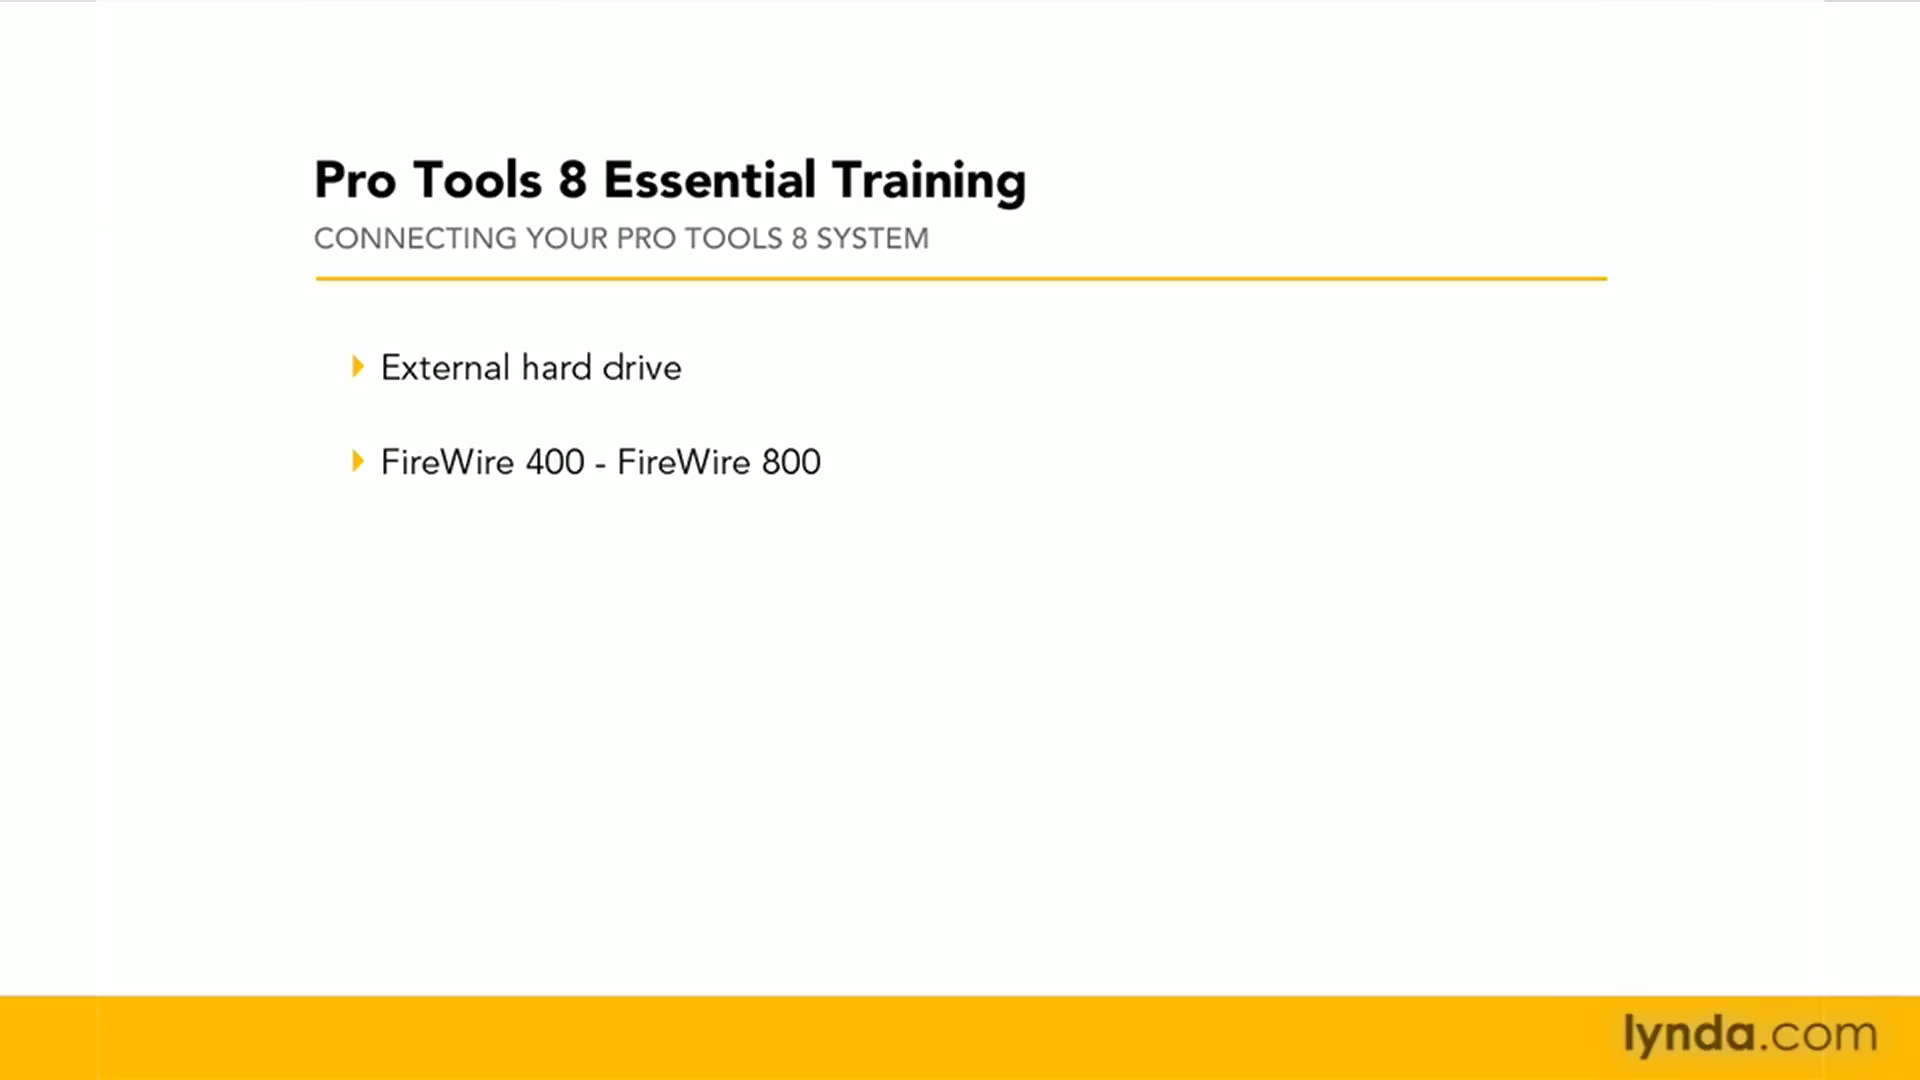 Pro Tools 8 Essential Training
CONNECTING YOUR PRO TOOLS 8 SYSTEM
External hard drive
FireWire 400 - FireWire 800
lynda.com